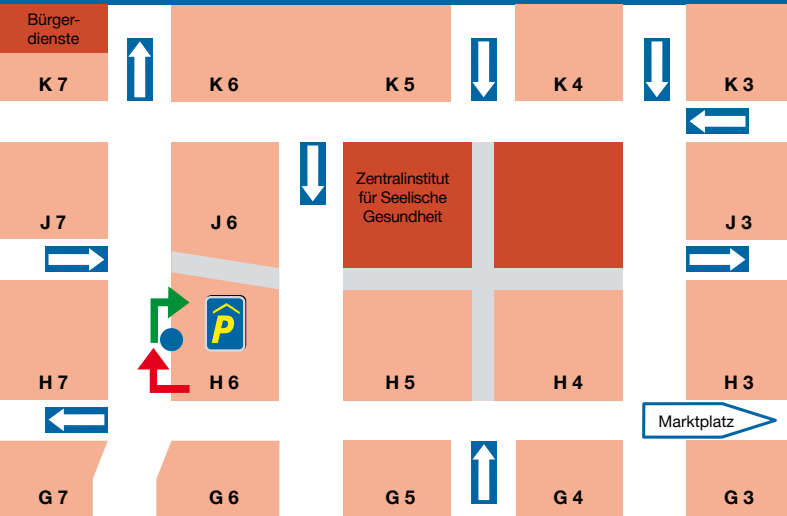 Bürger-
dienste
K 7
K 6
K 5
K 4
K 3
Zentralinstitut
für Seelische
Gesundheit
J 7
J 6
J 3
P
H 7
H 6
H 5
H 4
H 3
Marktplatz
G 7
G 6
G 5
G 4
G 3